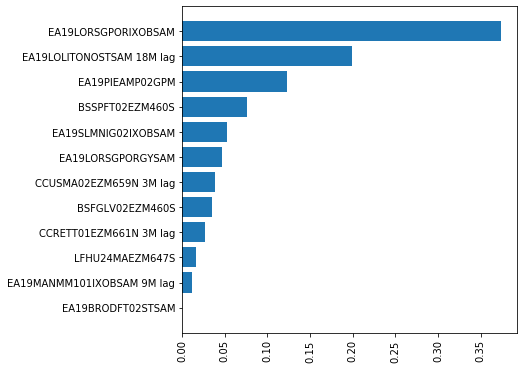 EA19LORSGPORIXOBSAM
EA19LOLITONOSTSAM 18M lag
EA19PIEAMP02GPM
BSSPFT02EZM460S
EA19SLMNIG02IXOBSAM
EA19LORSGPORGYSAM
CCUSMA02EZM659N 3M lag
BSFGLV02EZM460S
CCRETT01EZM661N 3M lag
LFHU24MAEZM647S
EA19MANMM101IXOBSAM 9M lag
EA19BRODFT02STSAM
0.00 0.05 0.10 0.15 0.20 0.25 0.30 0.35